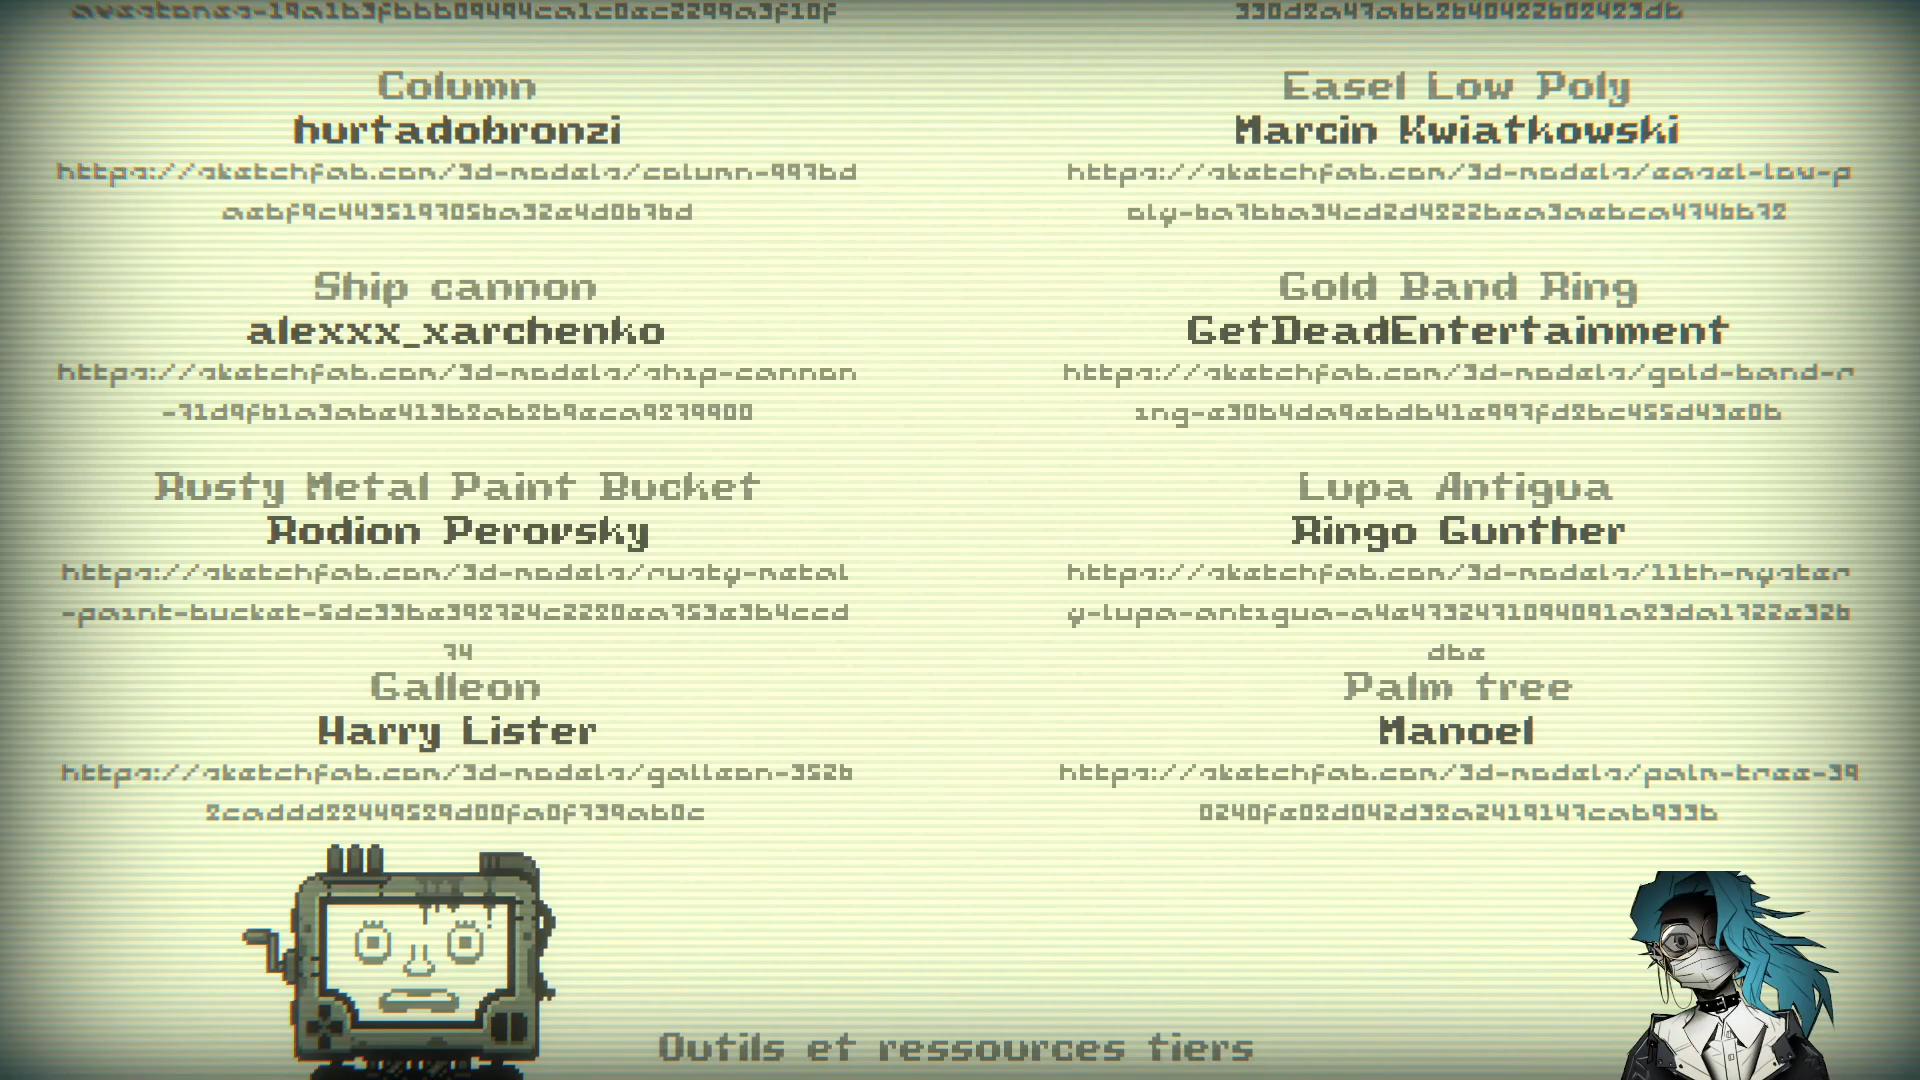 Column
hurtadobronzi
https://sketchfab.com/3d-models/column-997bd
aebf9c443519705ba32e4d0b7bd
Easel Low Poly
Marcin Kwiatkowski
https://sketchfab.com/3d-models/easel-low-p
oly-ba7bba34cd2d4222bea3aebca474bb72
Ship cannon
alexxx_xarchenko
https://sketchfab.com/3d-models/ship-cannon
-71d9fb1a3abe413b2ab2b9eca9279900
Gold Band Ring
GetDeadEntertainment
https://sketchfab.com/3d-models/gold-band-r
ing-e30b4da9ebdb41e997fd2bc455d43e0b
Rusty Metal Paint Bucket
Rodion Perovsky
https://sketchfab.com/3d-models/rusty-metal
-paint-bucket-5dc33be392724c2220ea753e3b4ccd
74
Lupa Antigua
Ringo Gunther
https://sketchfab.com/3d-models/11th-myster
y-lupa-antigua-a4e4732471094091a23da1722e32b
dbe
Galleon
Harry Lister
https://sketchfab.com/3d-models/galleon-352b
2caddd22449529d00fa0f739ab0c
Palm tree
Manoel
https://sketchfab.com/3d-models/palm-tree-39
0240fe02d042d32a2419147cab933b
Outils et ressources tiers